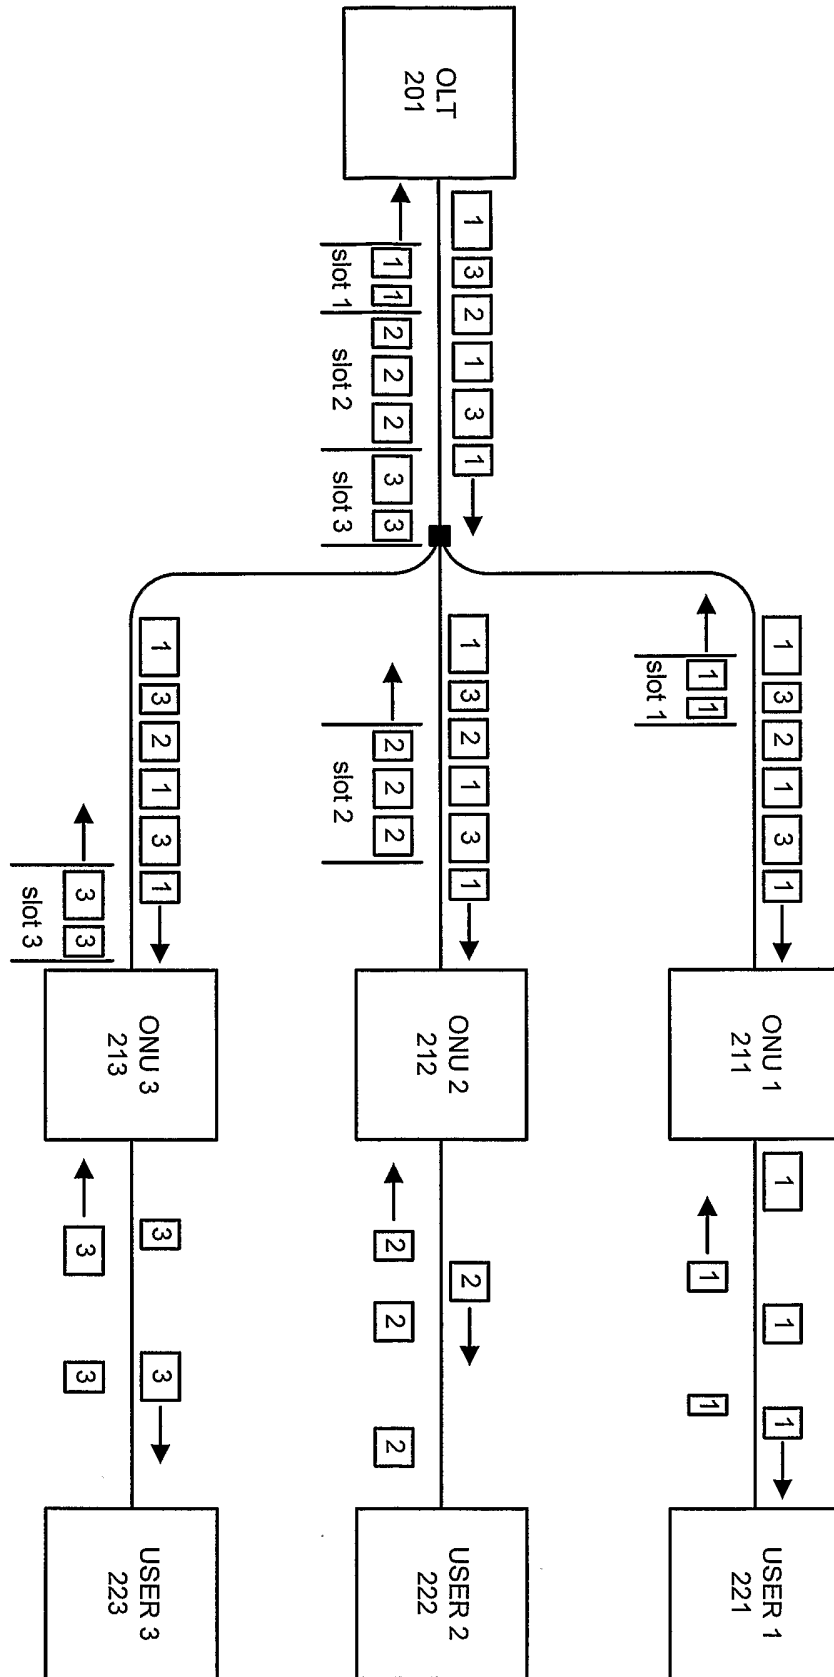 1 3 2 1 3 1
1 1
slot 1
ONU 1
211
1 1 1
1 1
USER 1
221
OLT
201
1 3 2 1 3 1
1 1 2 2 2 3 3
slot 1 slot 2 slot 3
1 3 2 1 3 1
2 2 2
slot 2
ONU 2
212
2
2 2 2
USER 2
222
1 3 2 1 3 1
3 3
slot 3
ONU 3
213
3 3
3 3
USER 3
223